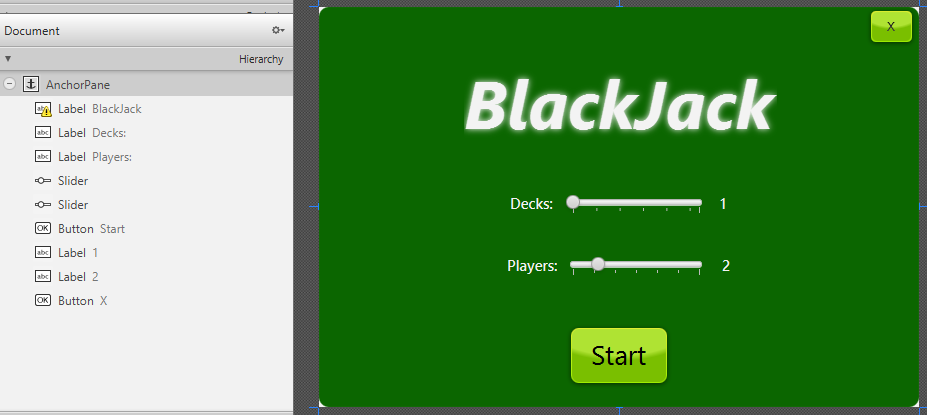 Document
Hierarchy
AnchorPane
Label BlackJack
Label Decks:
Label Players:
Slider
Slider
Button Start
Label 1
Label 2
Button X
X
BlackJack
Decks: 1
Players: 2
Start